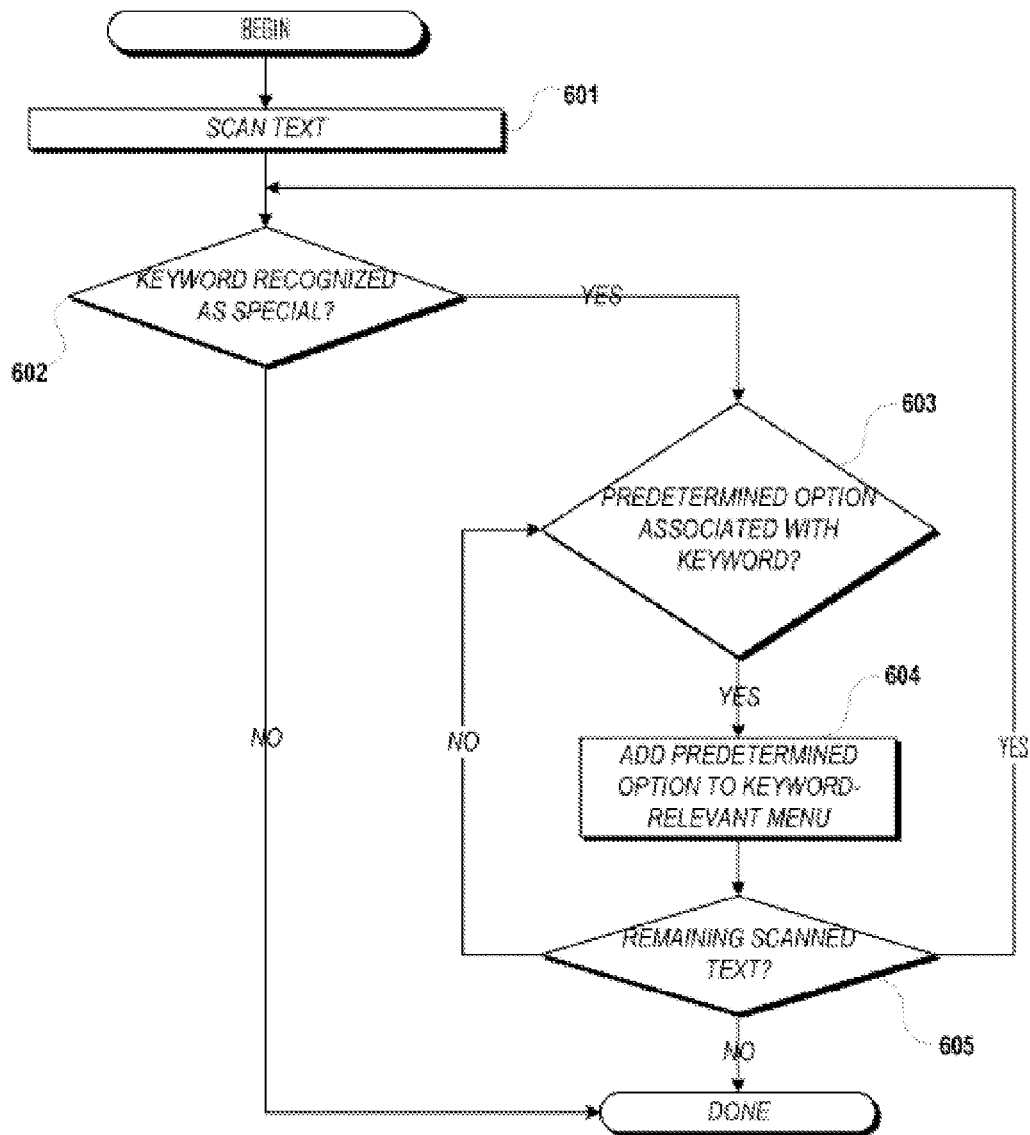 BEGIN
601
SCAN TEXT
KEYWORD RECOGNIZED
AS SPECIAL?
YES
602
603
PREDETERMINED OPTION
ASSOCIATED WITH
KEYWORD?
604
YES
NO
NO
YES
ADD PREDETERMINED
OPTION TO KEYWORD-
RELEVANT MENU
REMAINING SCANNED
TEXT?
605
NO
DONE